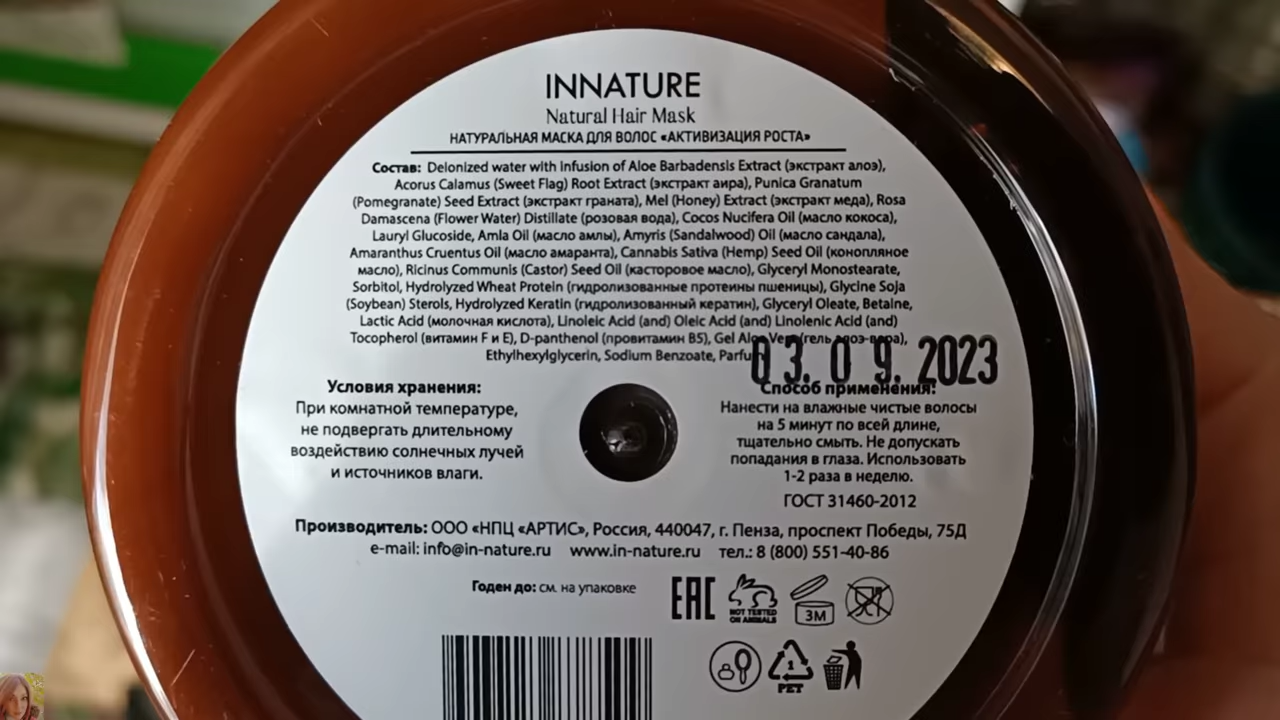 INNATURE
Natural Hair Mask
НАТУРАЛЬНАЯ МАСКА ДЛЯ ВОЛОС «АКТИВИЗАЦИЯ РОСТА»
Состав: Delonized water with Infusion of Aloe Barbadensis Extract (экстракт алоэ),
Acorus Calamus (Sweet Flag) Root Extract (экстракт аира), Punica Granatum
(Pomegranate) Seed Extract (экстракт граната), Mel (Honey) Extract (экстракт меда), Rosa
Damascena (Flower Water) Distillate (розовая вода), Cocos Nucifera Oil (масло кокоса),
Lauryl Glucoside, Amla Oil (масло амлы), Amyris (Sandalwood) Oil (масло сандала),
Amaranthus Cruentus Oil (масло амаранта), Cannabis Sativa (Hemp) Seed Oil (конопляное
масло), Ricinus Communis (Castor) Seed Oil (касторовое масло), Glyceryl Monostearate,
Sorbitol, Hydrolyzed Wheat Protein (гидролизованные протеины пшеницы), Glycine Soja
(Soybean) Sterols, Hydrolyzed Keratin (гидролизованный кератин), Glyceryl Oleate, Betaine,
Lactic Acid (молочная кислота), Linoleic Acid (and) Oleic Acid (and) Linolenic Acid (and)
Tocopherol (витамин F и E), D-panthenol (провитамин B5), Gel Aloe Vera (гель алоэ-вера),
Ethylhexylglycerin, Sodium Benzoate,
03.09.2023
Условия хранения:
При комнатной температуре,
не подвергать длительному
воздействию солнечных лучей
и источников влаги.
Способ применения:
Нанести на влажные чистые волосы
на 5 минут по всей длине,
тщательно смыть. Не допускать
попадания в глаза. Использовать
1-2 раза в неделю.
ГОСТ 31460-2012
Производитель: ООО «НПЦ «АРТИС», Россия, 440047, г. Пенза, проспект Победы, 75Д
e-mail: info@in-nature.ru www.in-nature.ru тел.: 8 (800) 551-40-86
Годен до: см. на упаковке
EAC
NOT TESTED
ON ANIMALS
3M
1
PET